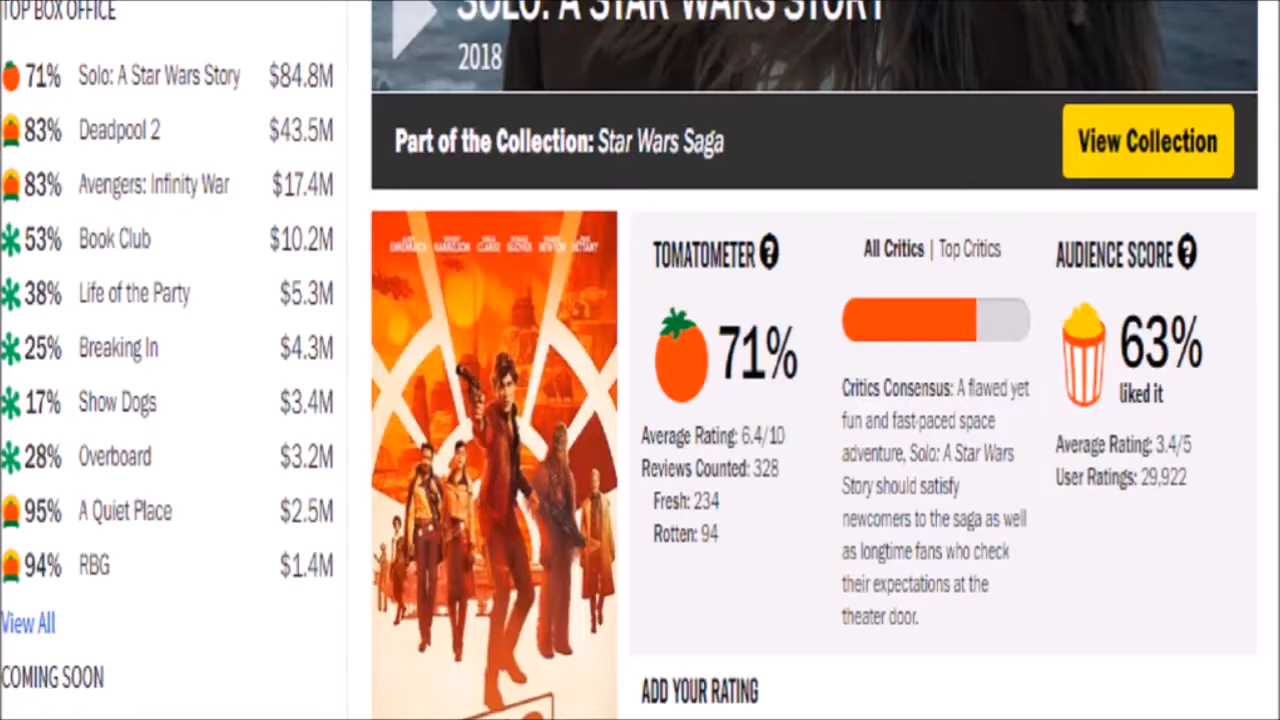 TOP BOX OFFICE
71% Solo: A Star Wars Story $84.8M
83% Deadpool 2 $43.5M
83% Avengers: Infinity War $17.4M
53% Book Club $10.2M
38% Life of the Party $5.3M
25% Breaking In $4.3M
17% Show Dogs $3.4M
28% Overboard $3.2M
95% A Quiet Place $2.5M
94% RBG $1.4M
View All
COMING SOON
SOLO: A STAR WARS STORY
2018
Part of the Collection: Star Wars Saga
View Collection
TOMATOMETER ?
71%
Average Rating: 6.4/10
Reviews Counted: 328
Fresh: 234
Rotten: 94
All Critics | Top Critics
Critics Consensus: A flawed yet
fun and fast-paced space
adventure, Solo: A Star Wars
Story should satisfy
newcomers to the saga as well
as longtime fans who check
their expectations at the
theater door.
AUDIENCE SCORE ?
63%
liked it
Average Rating: 3.4/5
User Ratings: 29,922
ADD YOUR RATING